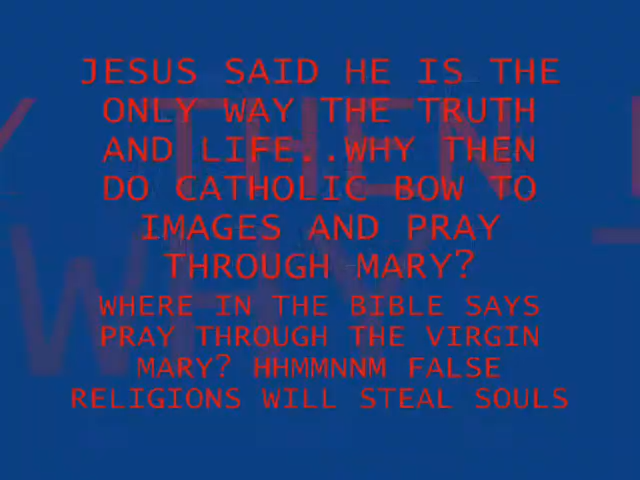 JESUS SAID HE IS THE
ONLY WAY THE TRUTH
AND LIFE..WHY THEN
DO CATHOLIC BOW TO
IMAGES AND PRAY
THROUGH MARY?
WHERE IN THE BIBLE SAYS
PRAY THROUGH THE VIRGIN
MARY? HHMMNNM FALSE
RELIGIONS WILL STEAL SOULS